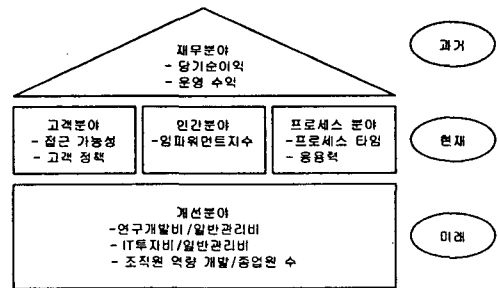 재무분야
- 당기순이익
- 운영 수익
과거
고객분야
- 접근 가능성
- 고객 정책
인간분야
-임파워먼트지수
프로세스 분야
-프로세스 타임
- 응용력
현재
개선분야
-연구개발비/일반관리비
- IT투자비/일반관리비
- 조직원 역량 개발/종업원 수
미래